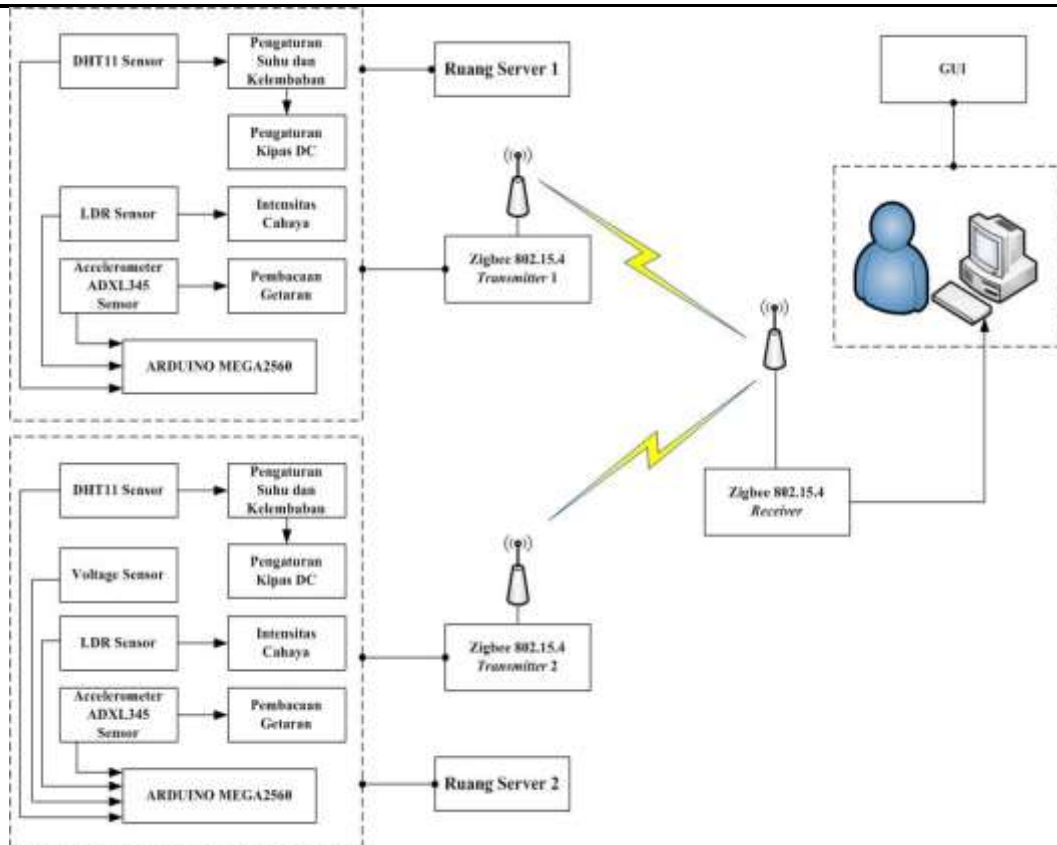 DHT11 Sensor
Pengaturan
Suhu dan
Kelembaban
Pengaturan
Kipas DC
LDR Sensor
Intensitas
Cahaya
Accelerometer
ADXL345
Sensor
Pembacaan
Getaran
ARDUINO MEGA2560
Ruang Server 1
Zigbee 802.15.4
Transmitter 1
GUI
Zigbee 802.15.4
Receiver
DHT11 Sensor
Pengaturan
Suhu dan
Kelembaban
Voltage Sensor
Pengaturan
Kipas DC
LDR Sensor
Intensitas
Cahaya
Accelerometer
ADXL345
Sensor
Pembacaan
Getaran
ARDUINO MEGA2560
Zigbee 802.15.4
Transmitter 2
Ruang Server 2